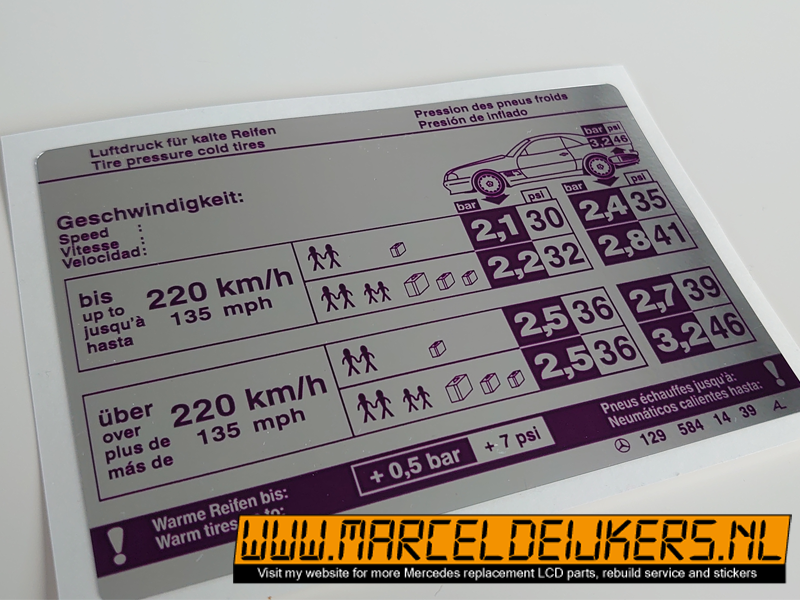 Luftdruck für kalte Reifen
Tire pressure cold tires
Pression des pneus froids
Presión de inflado
bar psi
3,2 46
Geschwindigkeit:
Speed :
Vitesse :
Velocidad:
bar psi bar psi
bis
up to
jusqu'à
hasta
220 km/h
135 mph
2,1 30 2,4 35
2,2 32 2,8 41
über
over
plus de
más de
220 km/h
135 mph
2,5 36 2,7 39
2,5 36 3,2 46
! Warme Reifen bis:
Warm tires to:
+ 0,5 bar + 7 psi
Pneus échauffes jusqu'à:
Neumáticos calientes hasta: !
129 584 14 39 AL
WWW.MARCELDEIJKERS.NL
Visit my website for more Mercedes replacement LCD parts, rebuild service and stickers